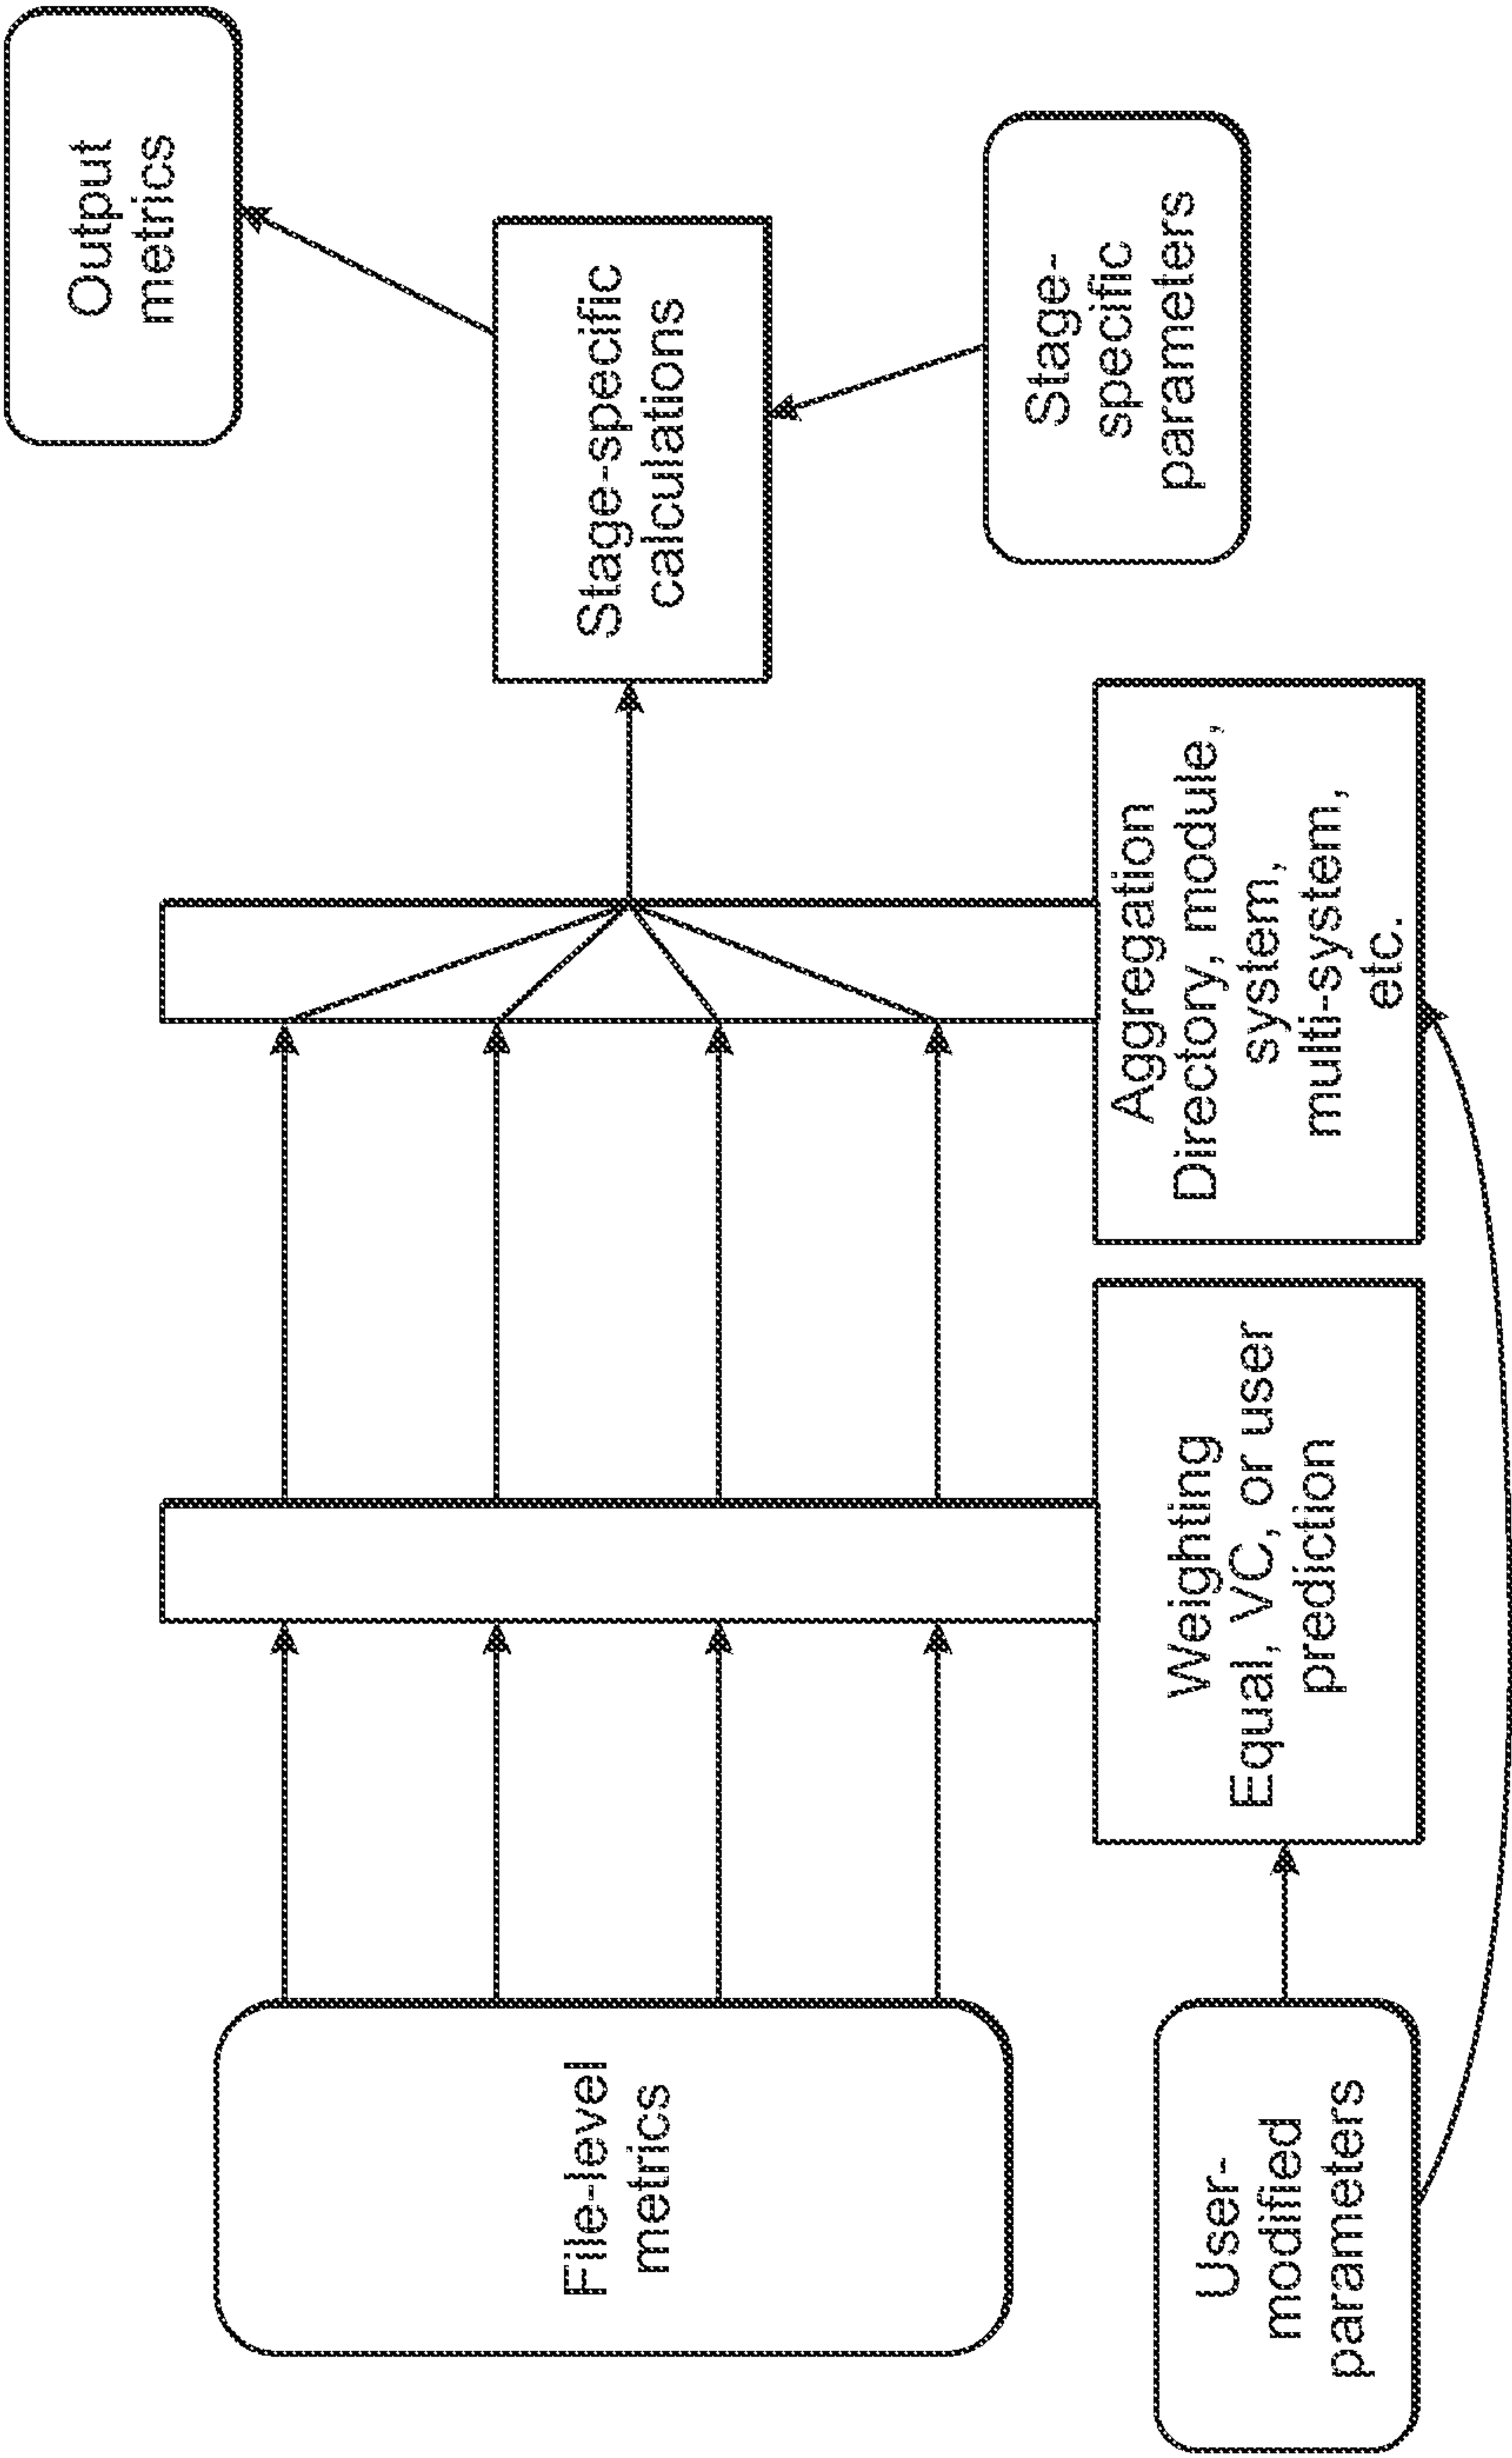 File-level
metrics
User-
modified
parameters
Weighting
Equal, VC, or user
prediction
Aggregation
Directory, module,
system,
multi-system,
etc.
Stage-specific
calculations
Stage-
specific
parameters
Output
metrics